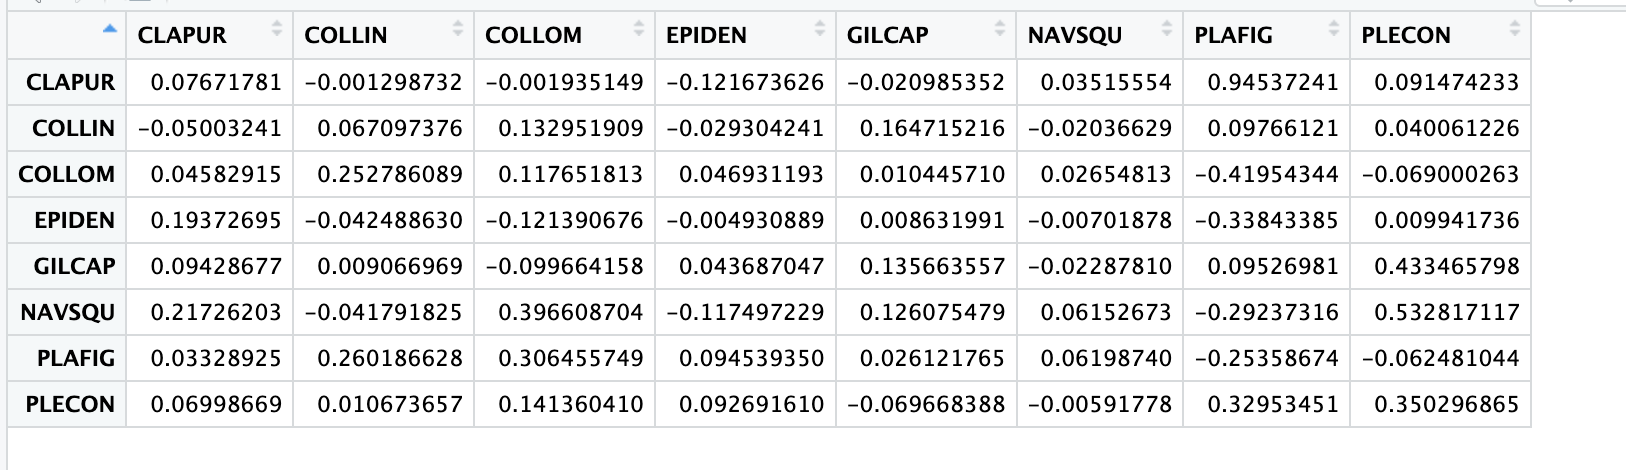 CLAPUR COLLIN COLLOM EPIDEN GILCAP NAVSQU PLAFIG PLECON
CLAPUR 0.07671781 −0.001298732 −0.001935149 −0.121673626 −0.020985352 0.03515554 0.94537241 0.091474233
COLLIN −0.05003241 0.067097376 0.132951909 −0.029304241 0.164715216 −0.02036629 0.09766121 0.040061226
COLLOM 0.04582915 0.252786089 0.117651813 0.046931193 0.010445710 0.02654813 −0.41954344 −0.069000263
EPIDEN 0.19372695 −0.042488630 −0.121390676 −0.004930889 0.008631991 −0.00701878 −0.33843385 0.009941736
GILCAP 0.09428677 0.009066969 −0.099664158 0.043687047 0.135663557 −0.02287810 0.09526981 0.433465798
NAVSQU 0.21726203 −0.041791825 0.396608704 −0.117497229 0.126075479 0.06152673 −0.29237316 0.532817117
PLAFIG 0.03328925 0.260186628 0.306455749 0.094539350 0.026121765 0.06198740 −0.25358674 −0.062481044
PLECON 0.06998669 0.010673657 0.141360410 0.092691610 −0.069668388 −0.00591778 0.32953451 0.350296865